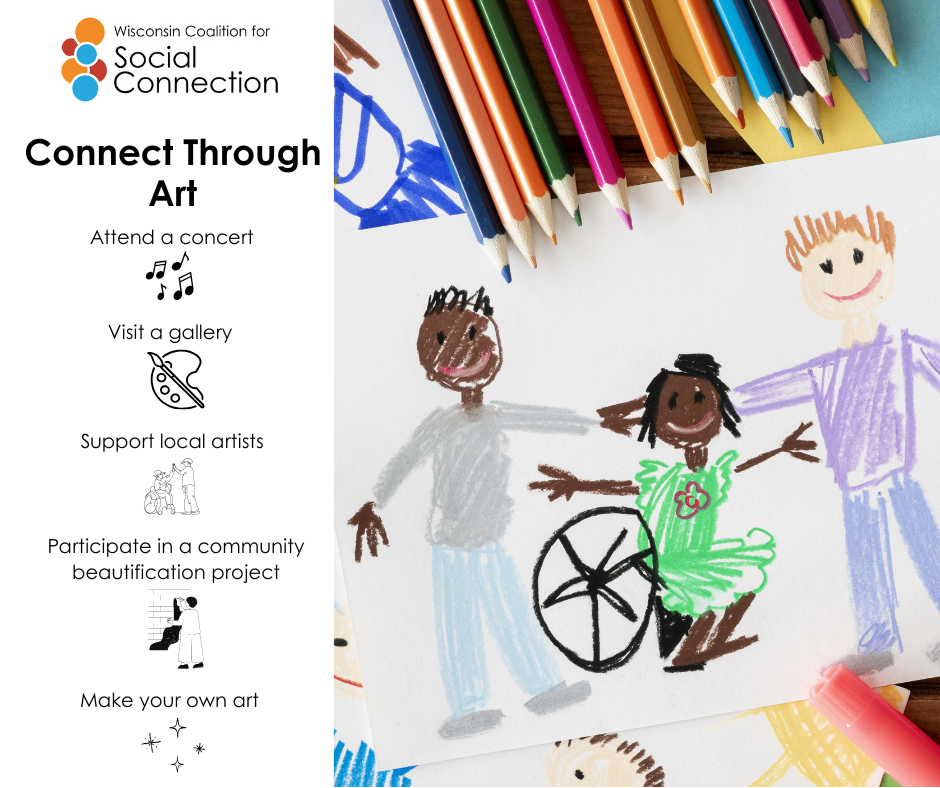 Wisconsin Coalition for
Social
Connection
Connect Through
Art
Attend a concert
Visit a gallery
Support local artists
Participate in a community
beautification project
Make your own art